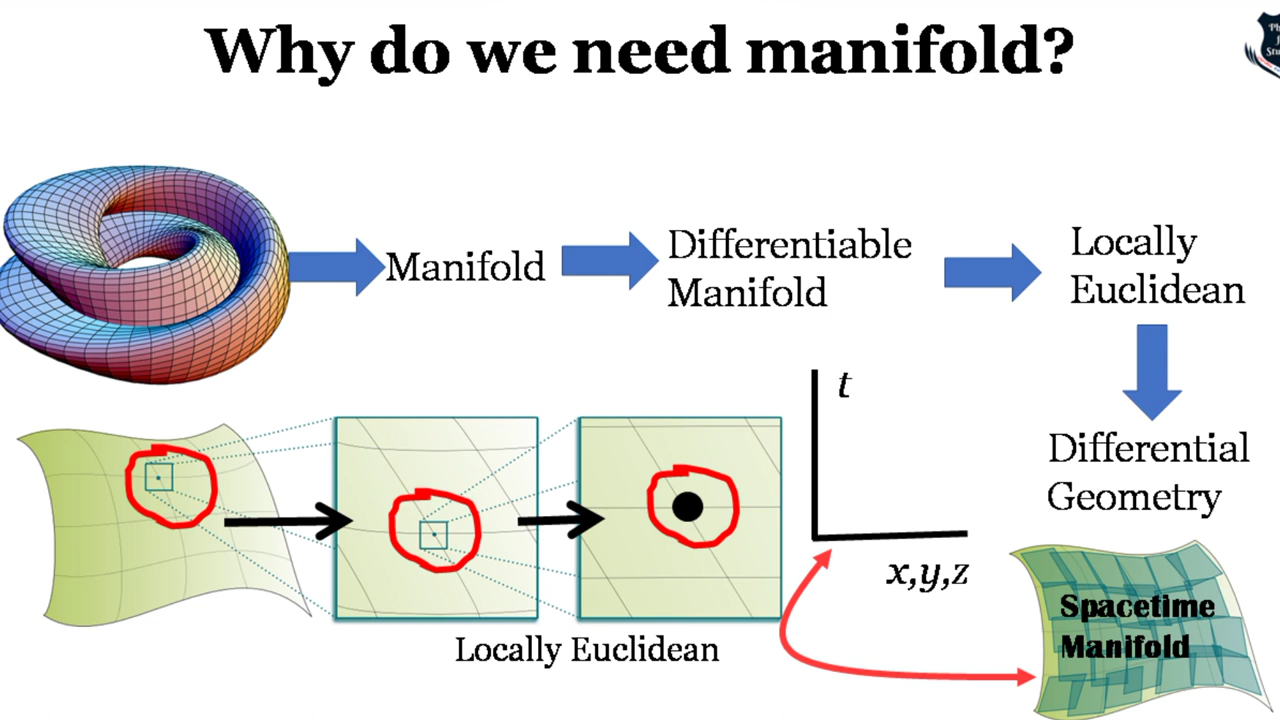 Why do we need manifold?
Manifold
Differentiable
Manifold
Locally
Euclidean
t
Differential
Geometry
x,y,z
Spacetime
Manifold
Locally Euclidean